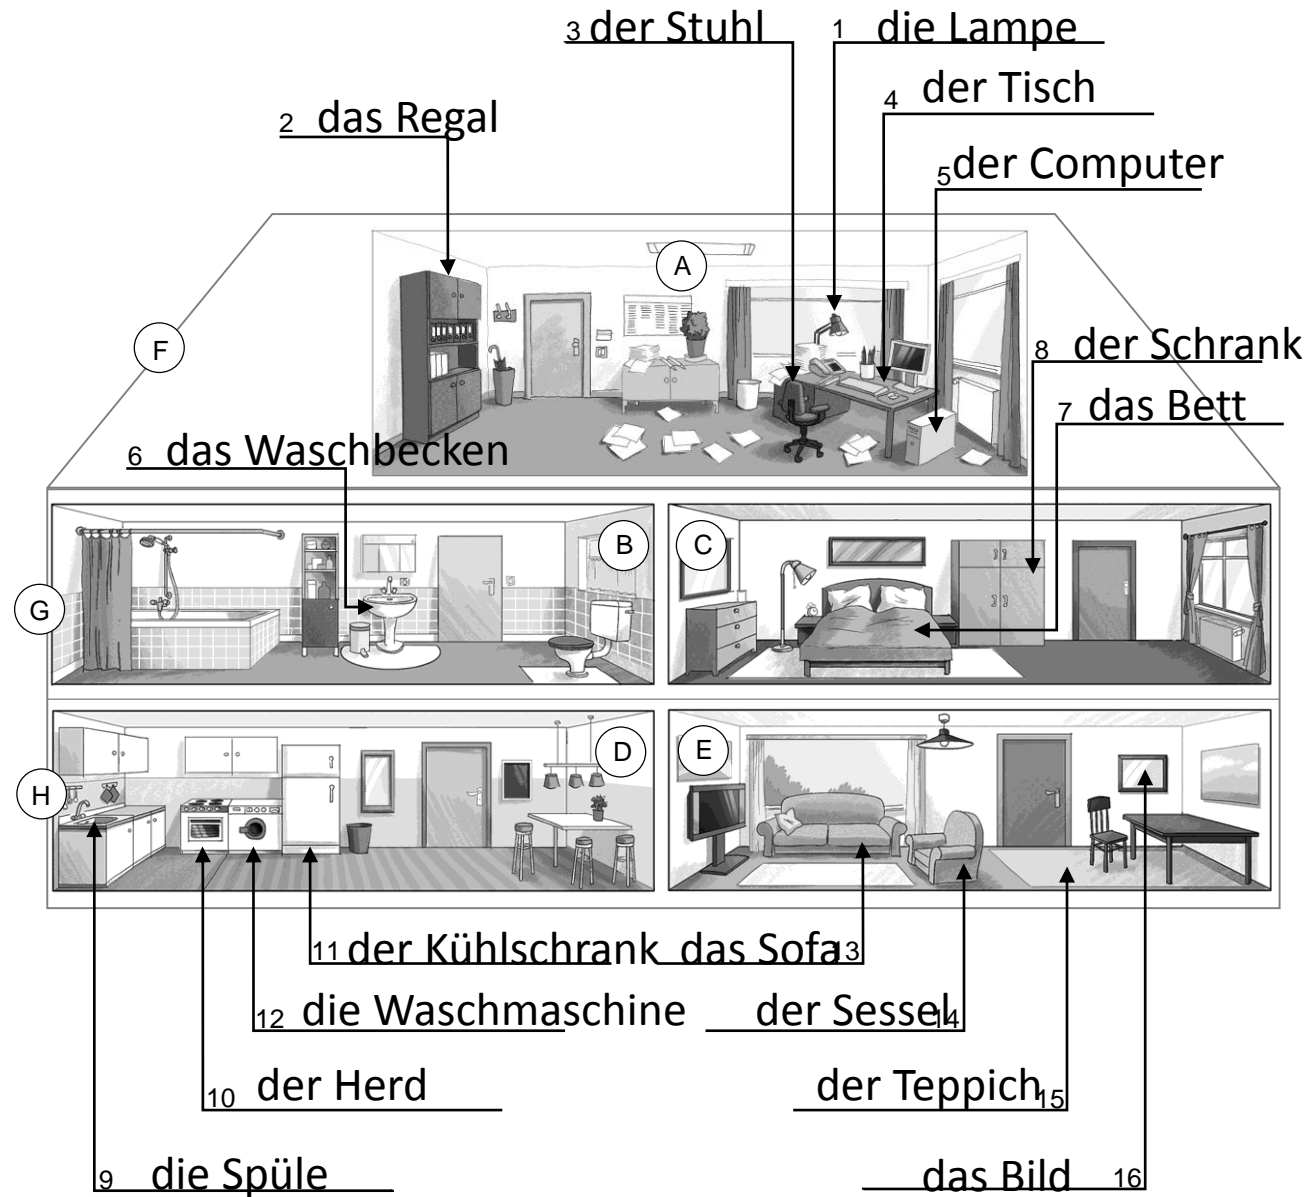 3 der Stuhl
1 die Lampe
4 der Tisch
2 das Regal
5 der Computer
A
F
8 der Schrank
7 das Bett
6 das Waschbecken
B
C
G
D
E
H
11 der Kühlschrank
das Sofa 13
12 die Waschmaschine
der Sessel 14
10 der Herd
der Teppich 15
9 die Spüle
das Bild 16